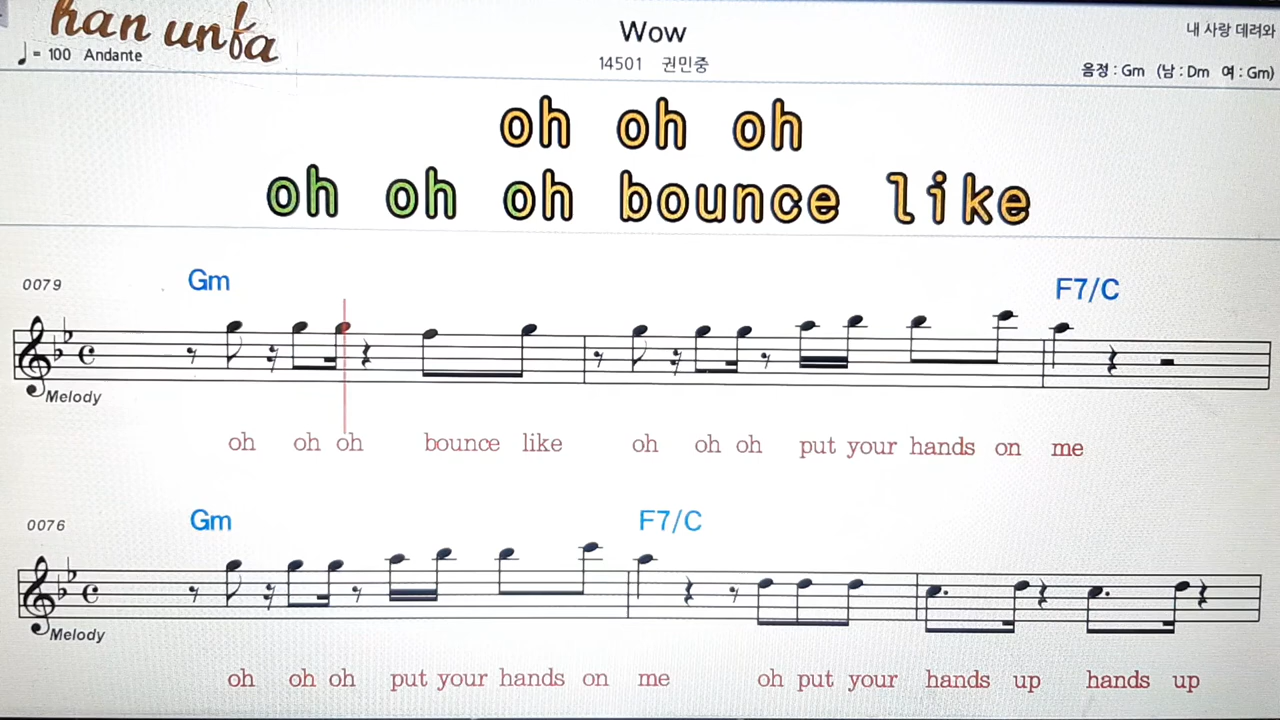 han unfa
Wow
내 사랑 데려와
♩= 100 Andante
14501 권민중
음정 : Gm (남 : Dm 여 : Gm)
oh oh oh
oh oh oh bounce like
0079
Gm F7/C
Melody
oh oh oh bounce like oh oh oh put your hands on me
0076
Gm F7/C
Melody
oh oh oh put your hands on me oh put your hands up hands up